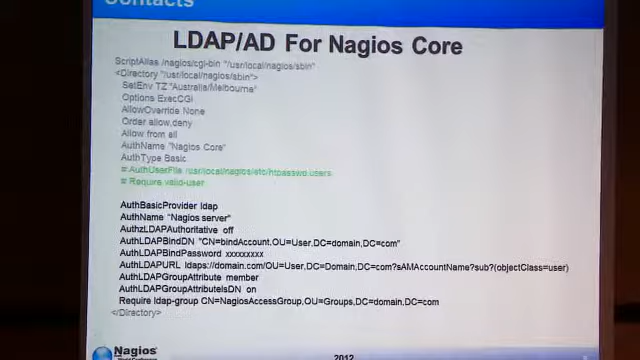 Contacts
LDAP/AD For Nagios Core
ScriptAlias /nagios/cgi-bin "/usr/local/nagios/sbin"
<Directory "/usr/local/nagios/sbin">
SetEnv TZ "Australia/Melbourne"
Options ExecCGI
AllowOverride None
Order allow,deny
Allow from all
AuthName "Nagios Core"
AuthType Basic
# AuthUserFile /usr/local/nagios/etc/htpasswd.users
# Require valid-user
AuthBasicProvider ldap
AuthName "Nagios server"
AuthzLDAPAuthoritative off
AuthLDAPBindDN "CN=bindAccount,OU=User,DC=domain,DC=com"
AuthLDAPBindPassword xxxxxxxxx
AuthLDAPURL ldaps://domain.com/OU=User,DC=Domain,DC=com?sAMAccountName?sub?(objectClass=user)
AuthLDAPGroupAttribute member
AuthLDAPGroupAttributeIsDN on
Require ldap-group CN=NagiosAccessGroup,OU=Groups,DC=domain,DC=com
</Directory>
Nagios
World Conference
2012